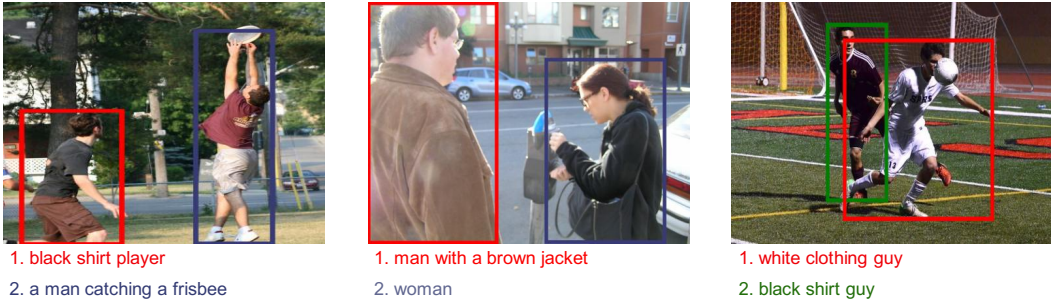 1. black shirt player
2. a man catching a frisbee
1. man with a brown jacket
2. woman
1. white clothing guy
2. black shirt guy